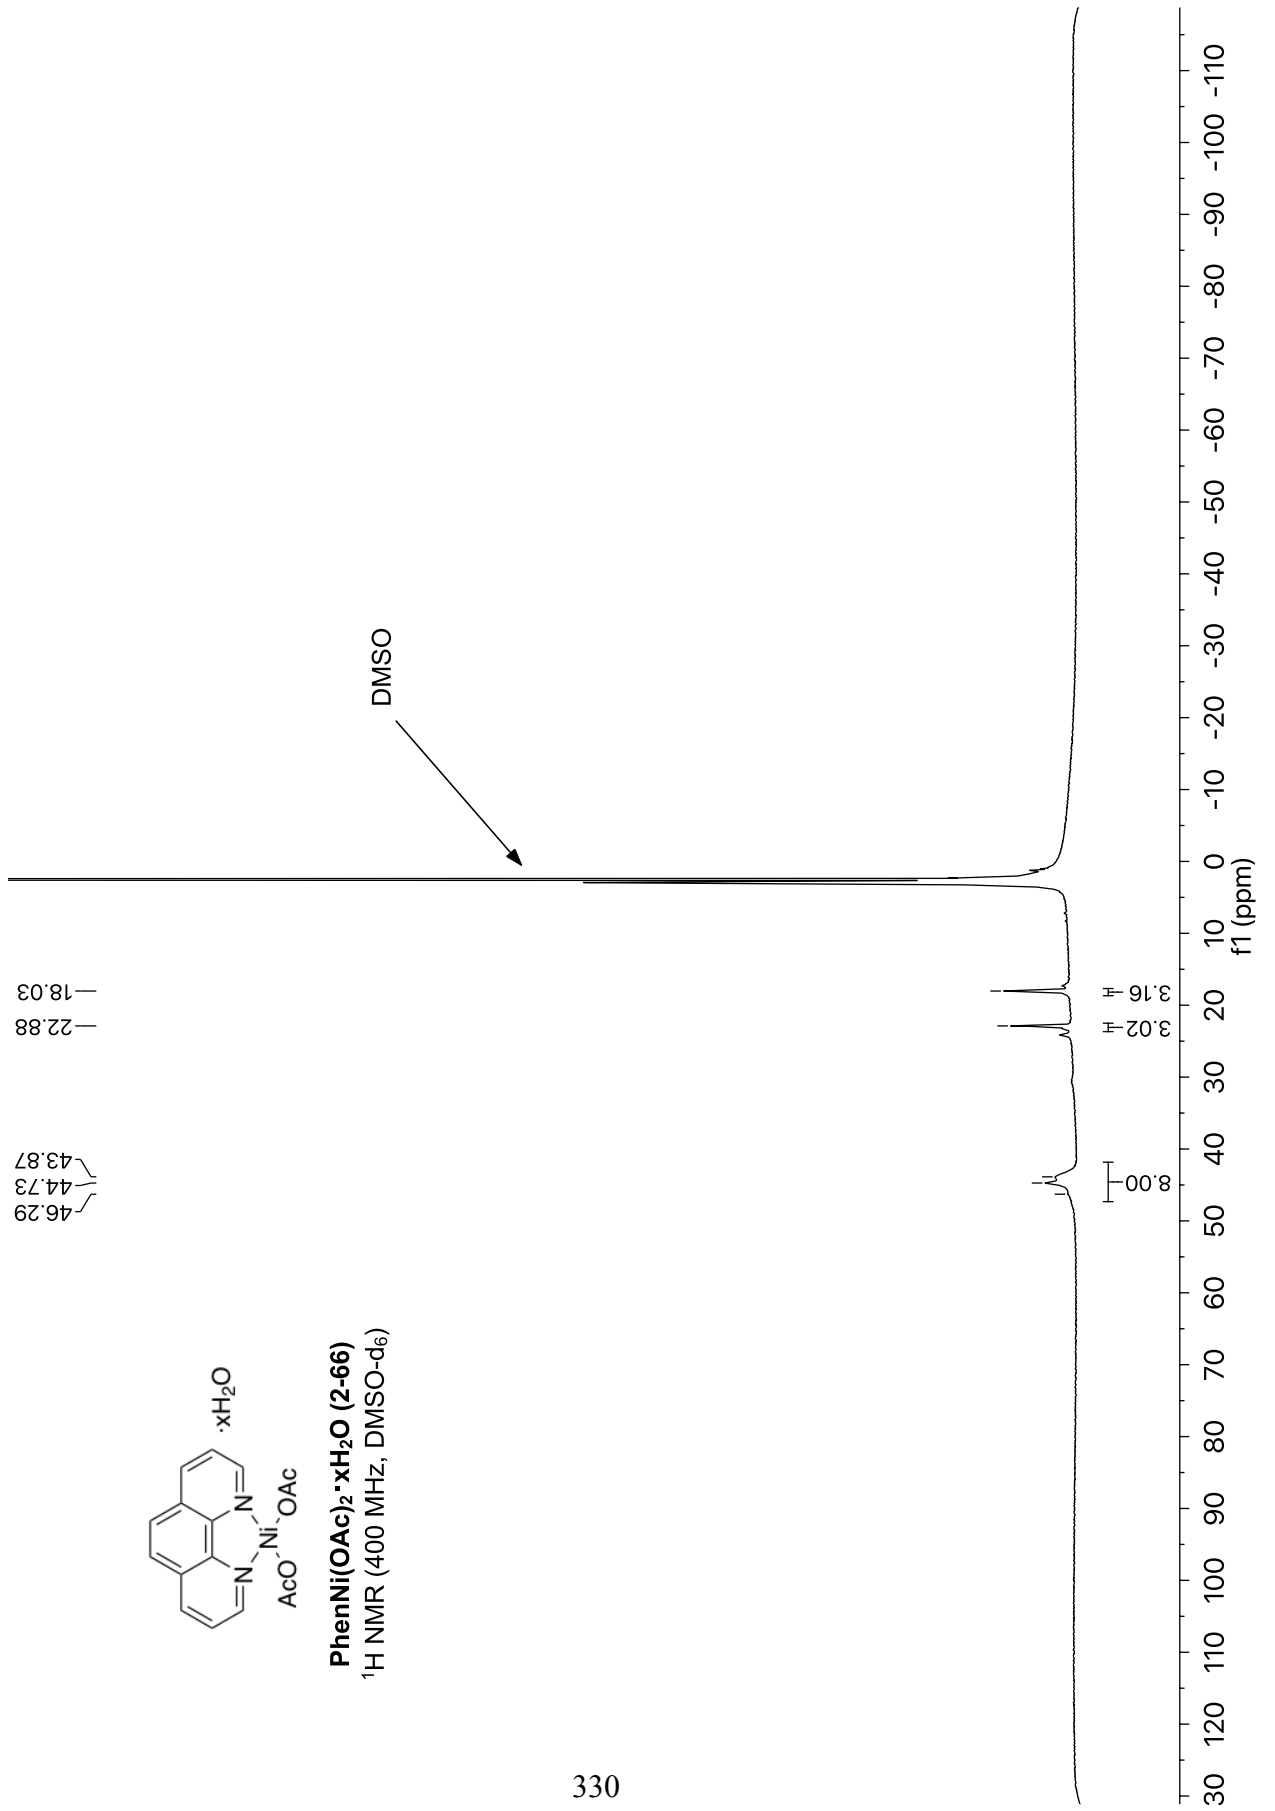 46.29
44.73
43.87
22.88
18.03
N
N
Ni
AcO
OAc
·xH₂O
PhenNi(OAc)₂·xH₂O (2-66)
¹H NMR (400 MHz, DMSO-d₆)
DMSO
8.00
3.02
3.16
30 120 110 100 90 80 70 60 50 40 30 20 10 0 -10 -20 -30 -40 -50 -60 -70 -80 -90 -100 -110
f1 (ppm)
330